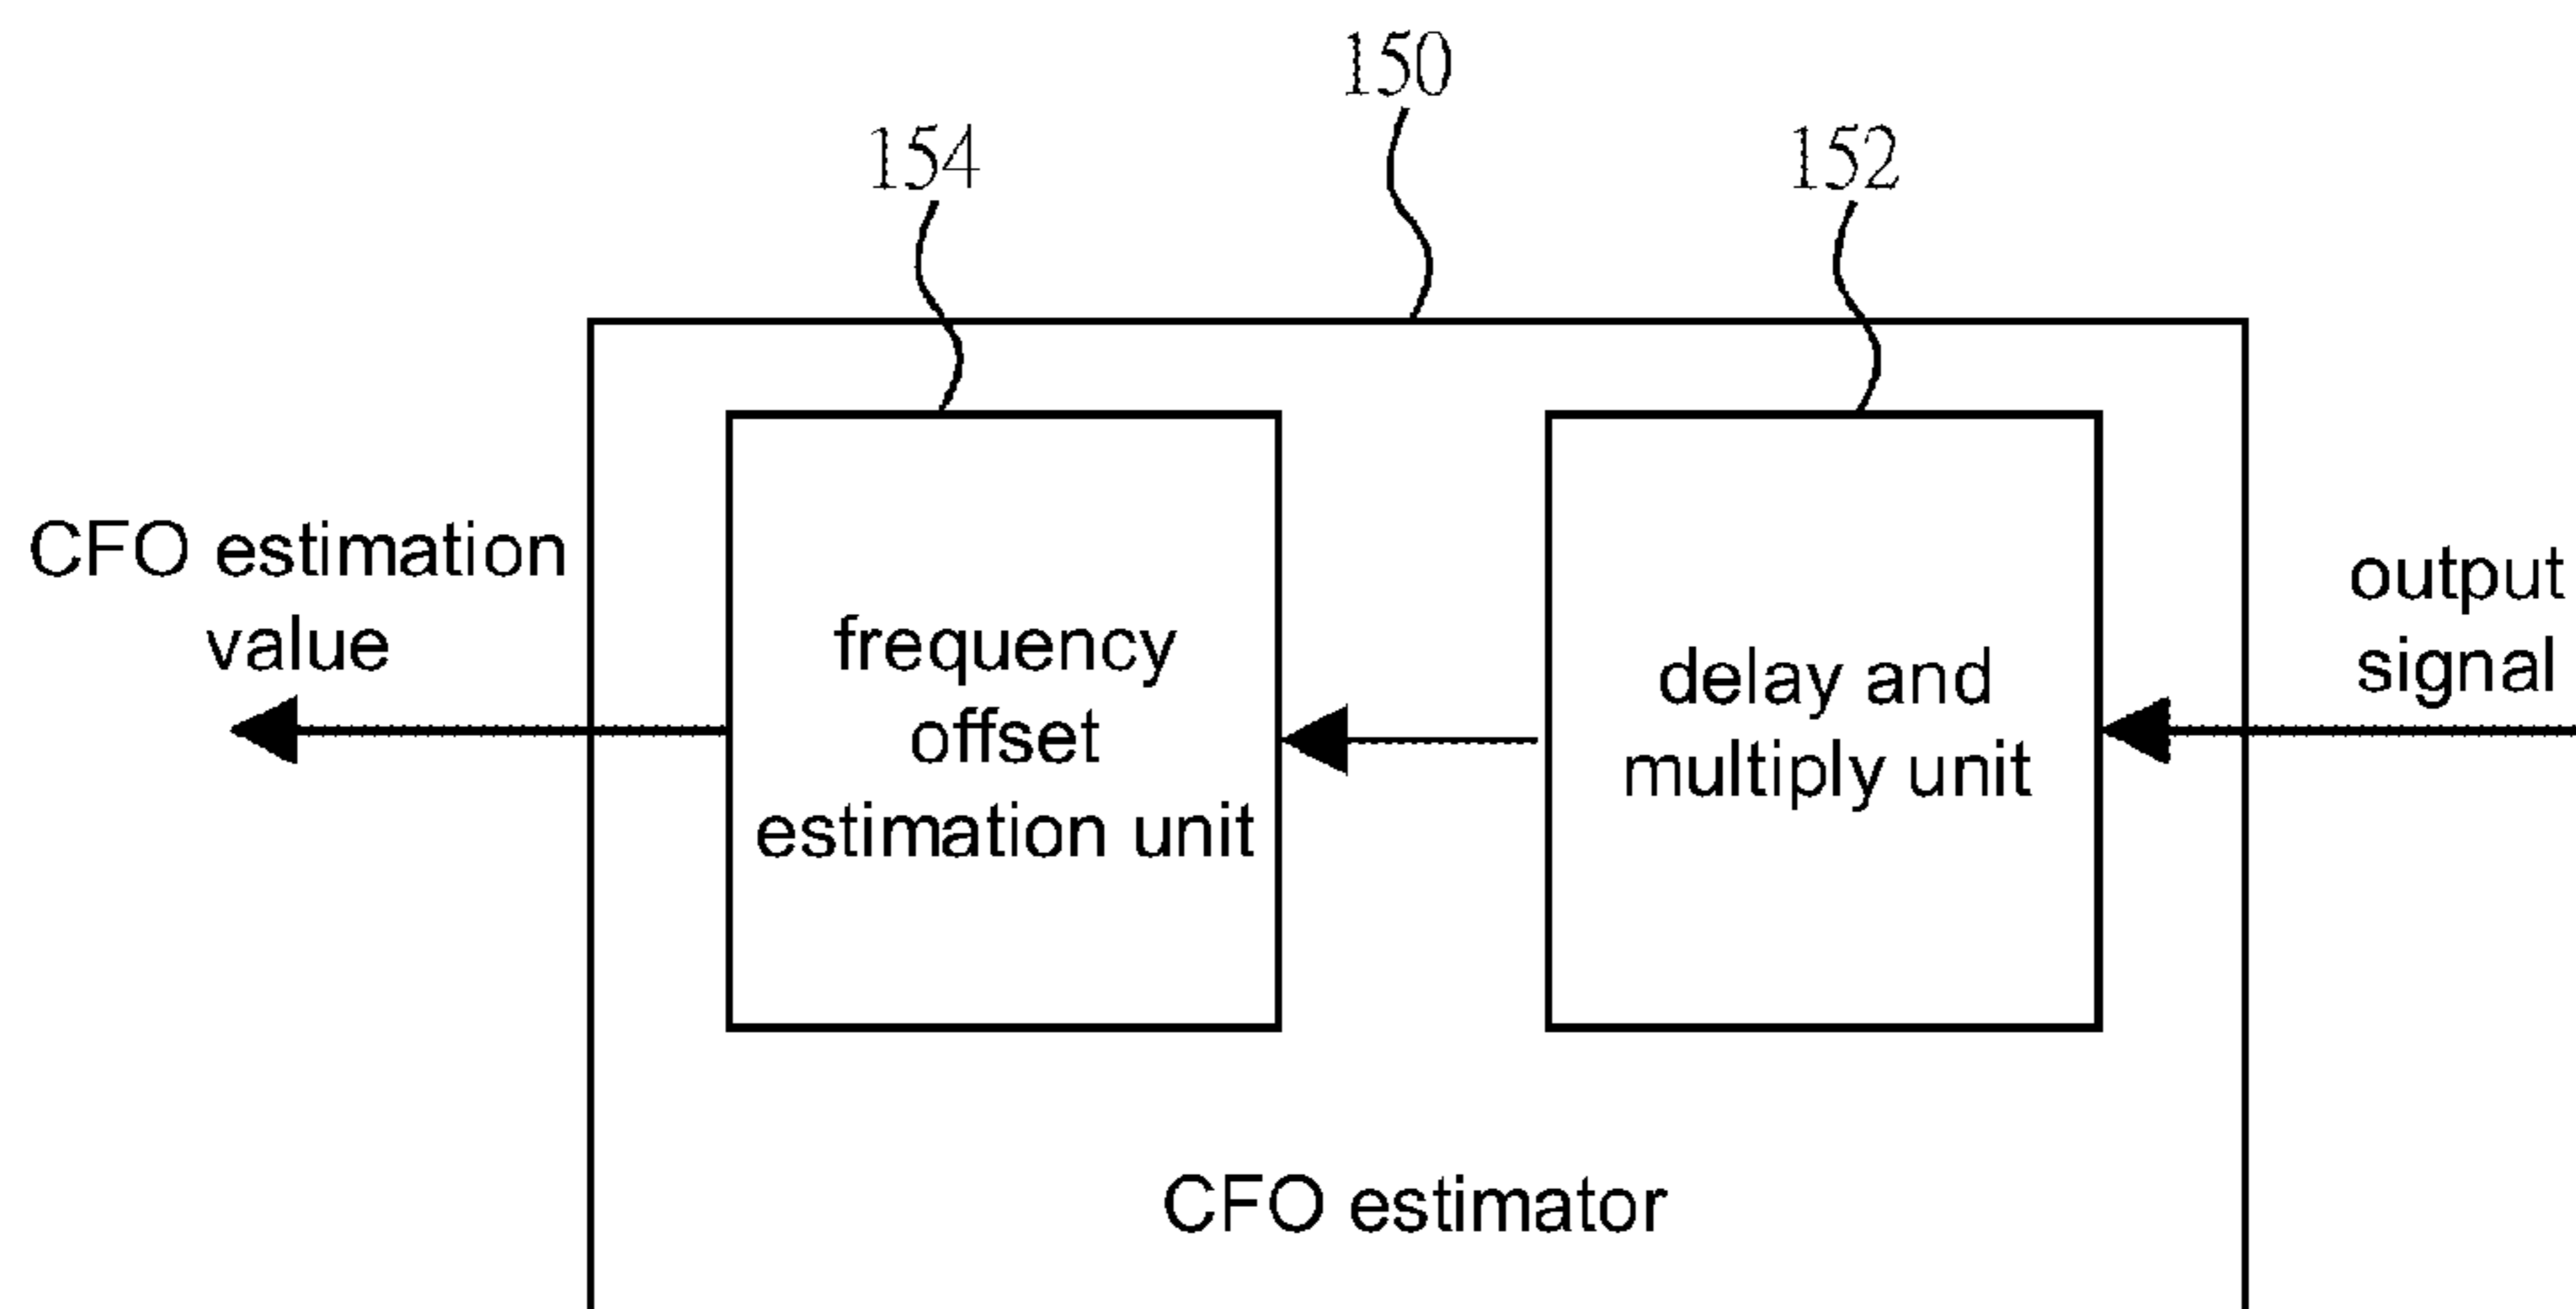 150
154
152
CFO estimation
value
frequency
offset
estimation unit
delay and
multiply unit
output
signal
CFO estimator